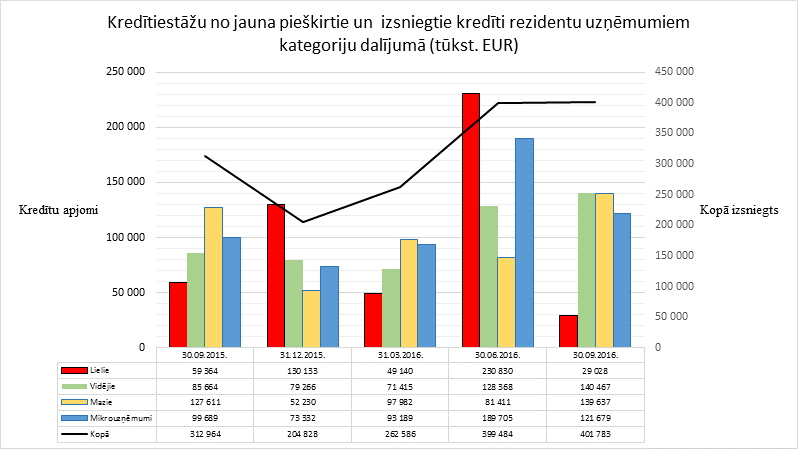 Kredītiestāžu no jauna piešķirtie un izsniegtie kredīti rezidentu uzņēmumiem
kategoriju dalījumā (tūkst. EUR)
250 000
200 000
150 000
100 000
50 000
0
Kredītu apjomi
450 000
400 000
350 000
300 000
250 000
200 000
150 000
100 000
50 000
0
Kopā izsniegts
30.09.2015. 31.12.2015. 31.03.2016. 30.06.2016. 30.09.2016.
Lielie 59 364 130 133 49 140 230 830 29 028
Vidējie 85 664 79 266 71 415 128 368 140 467
Mazie 127 611 52 230 97 982 81 411 139 637
Mikrouzņēmumi 99 689 73 332 93 189 189 705 121 679
Kopā 312 964 204 828 262 586 399 484 401 783